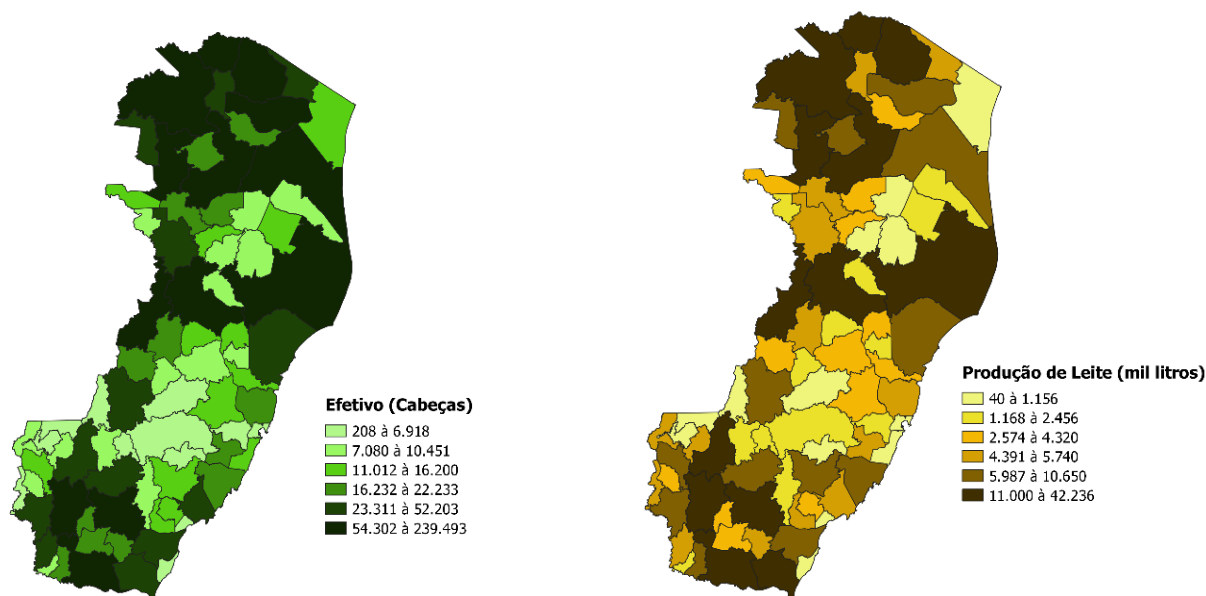 Efetivo (Cabeças)
208 à 6.918
7.080 à 10.451
11.012 à 16.200
16.232 à 22.233
23.311 à 52.203
54.302 à 239.493
Produção de Leite (mil litros)
40 à 1.156
1.168 à 2.456
2.574 à 4.320
4.391 à 5.740
5.987 à 10.650
11.000 à 42.236